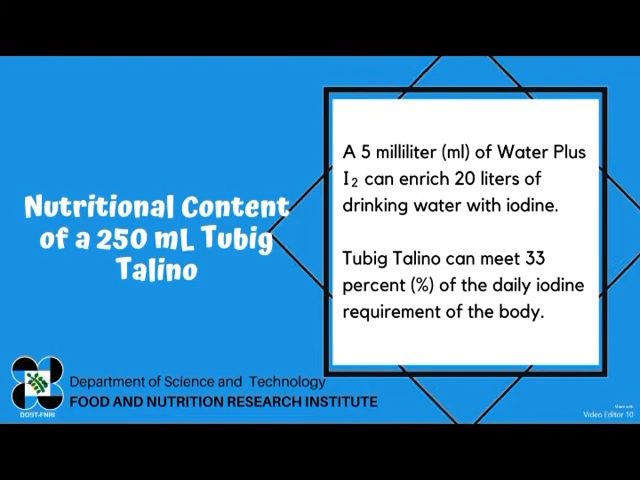 Nutritional Content
of a 250 mL Tubig
Talino
A 5 milliliter (ml) of Water Plus
I₂ can enrich 20 liters of
drinking water with iodine.
Tubig Talino can meet 33
percent (%) of the daily iodine
requirement of the body.
DOST-FNRI
Department of Science and Technology
FOOD AND NUTRITION RESEARCH INSTITUTE
Made with
Video Editor 10